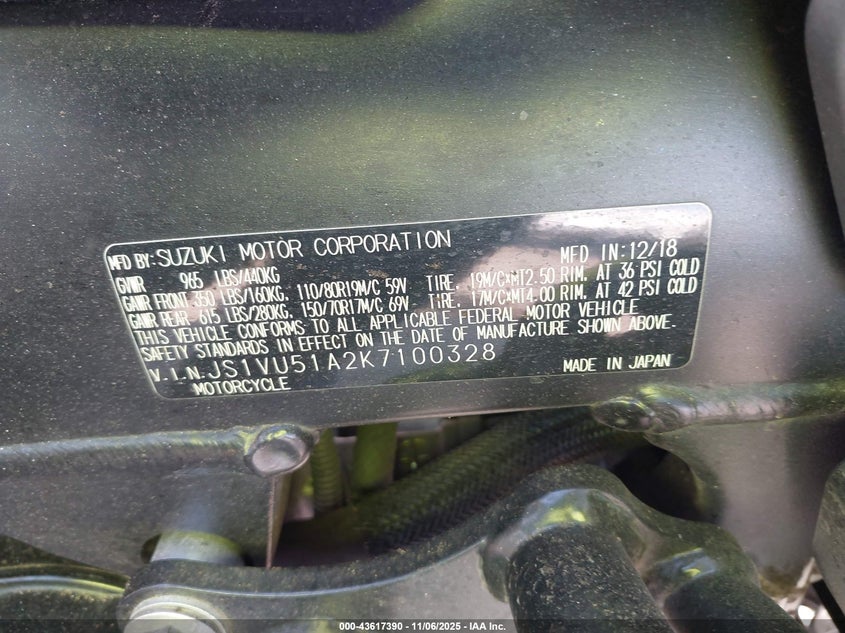 MFD BY:SUZUKI MOTOR CORPORATION MFD IN:12/18
GVWR 965 LBS/440KG
GAWR FRONT 350 LBS/160KG, 110/80R19M/C 59V TIRE, 19M/C×MT2.50 RIM, AT 36 PSI COLD
GAWR REAR 615 LBS/280KG, 150/70R17M/C 69V TIRE, 17M/C×MT4.00 RIM, AT 42 PSI COLD
THIS VEHICLE CONFORMS TO ALL APPLICABLE FEDERAL MOTOR VEHICLE
SAFETY STANDARDS IN EFFECT ON THE DATE OF MANUFACTURE SHOWN ABOVE.
V.I.N.JS1VU51A2K7100328 MADE IN JAPAN
MOTORCYCLE
000-43617390 - 11/06/2025 - IAA Inc.